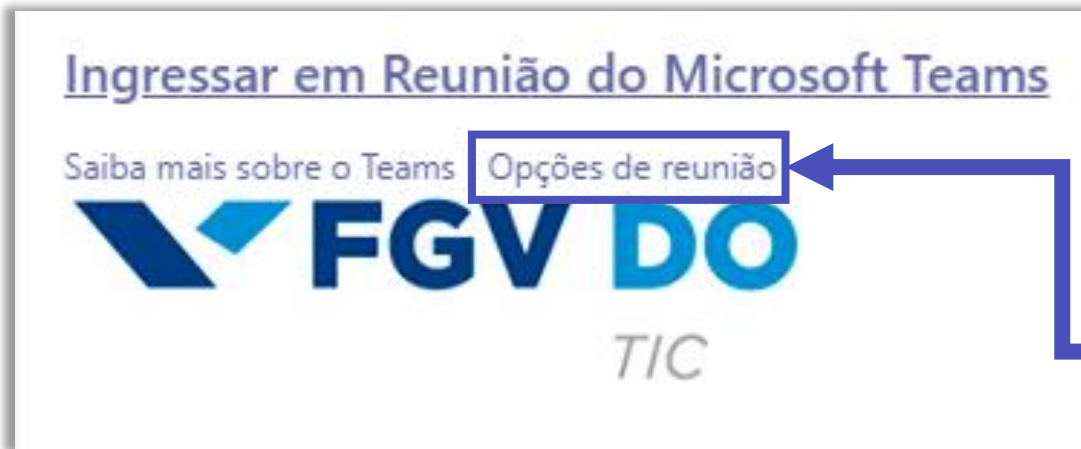 Ingressar em Reunião do Microsoft Teams
Saiba mais sobre o Teams Opções de reunião
FGV DO
TIC